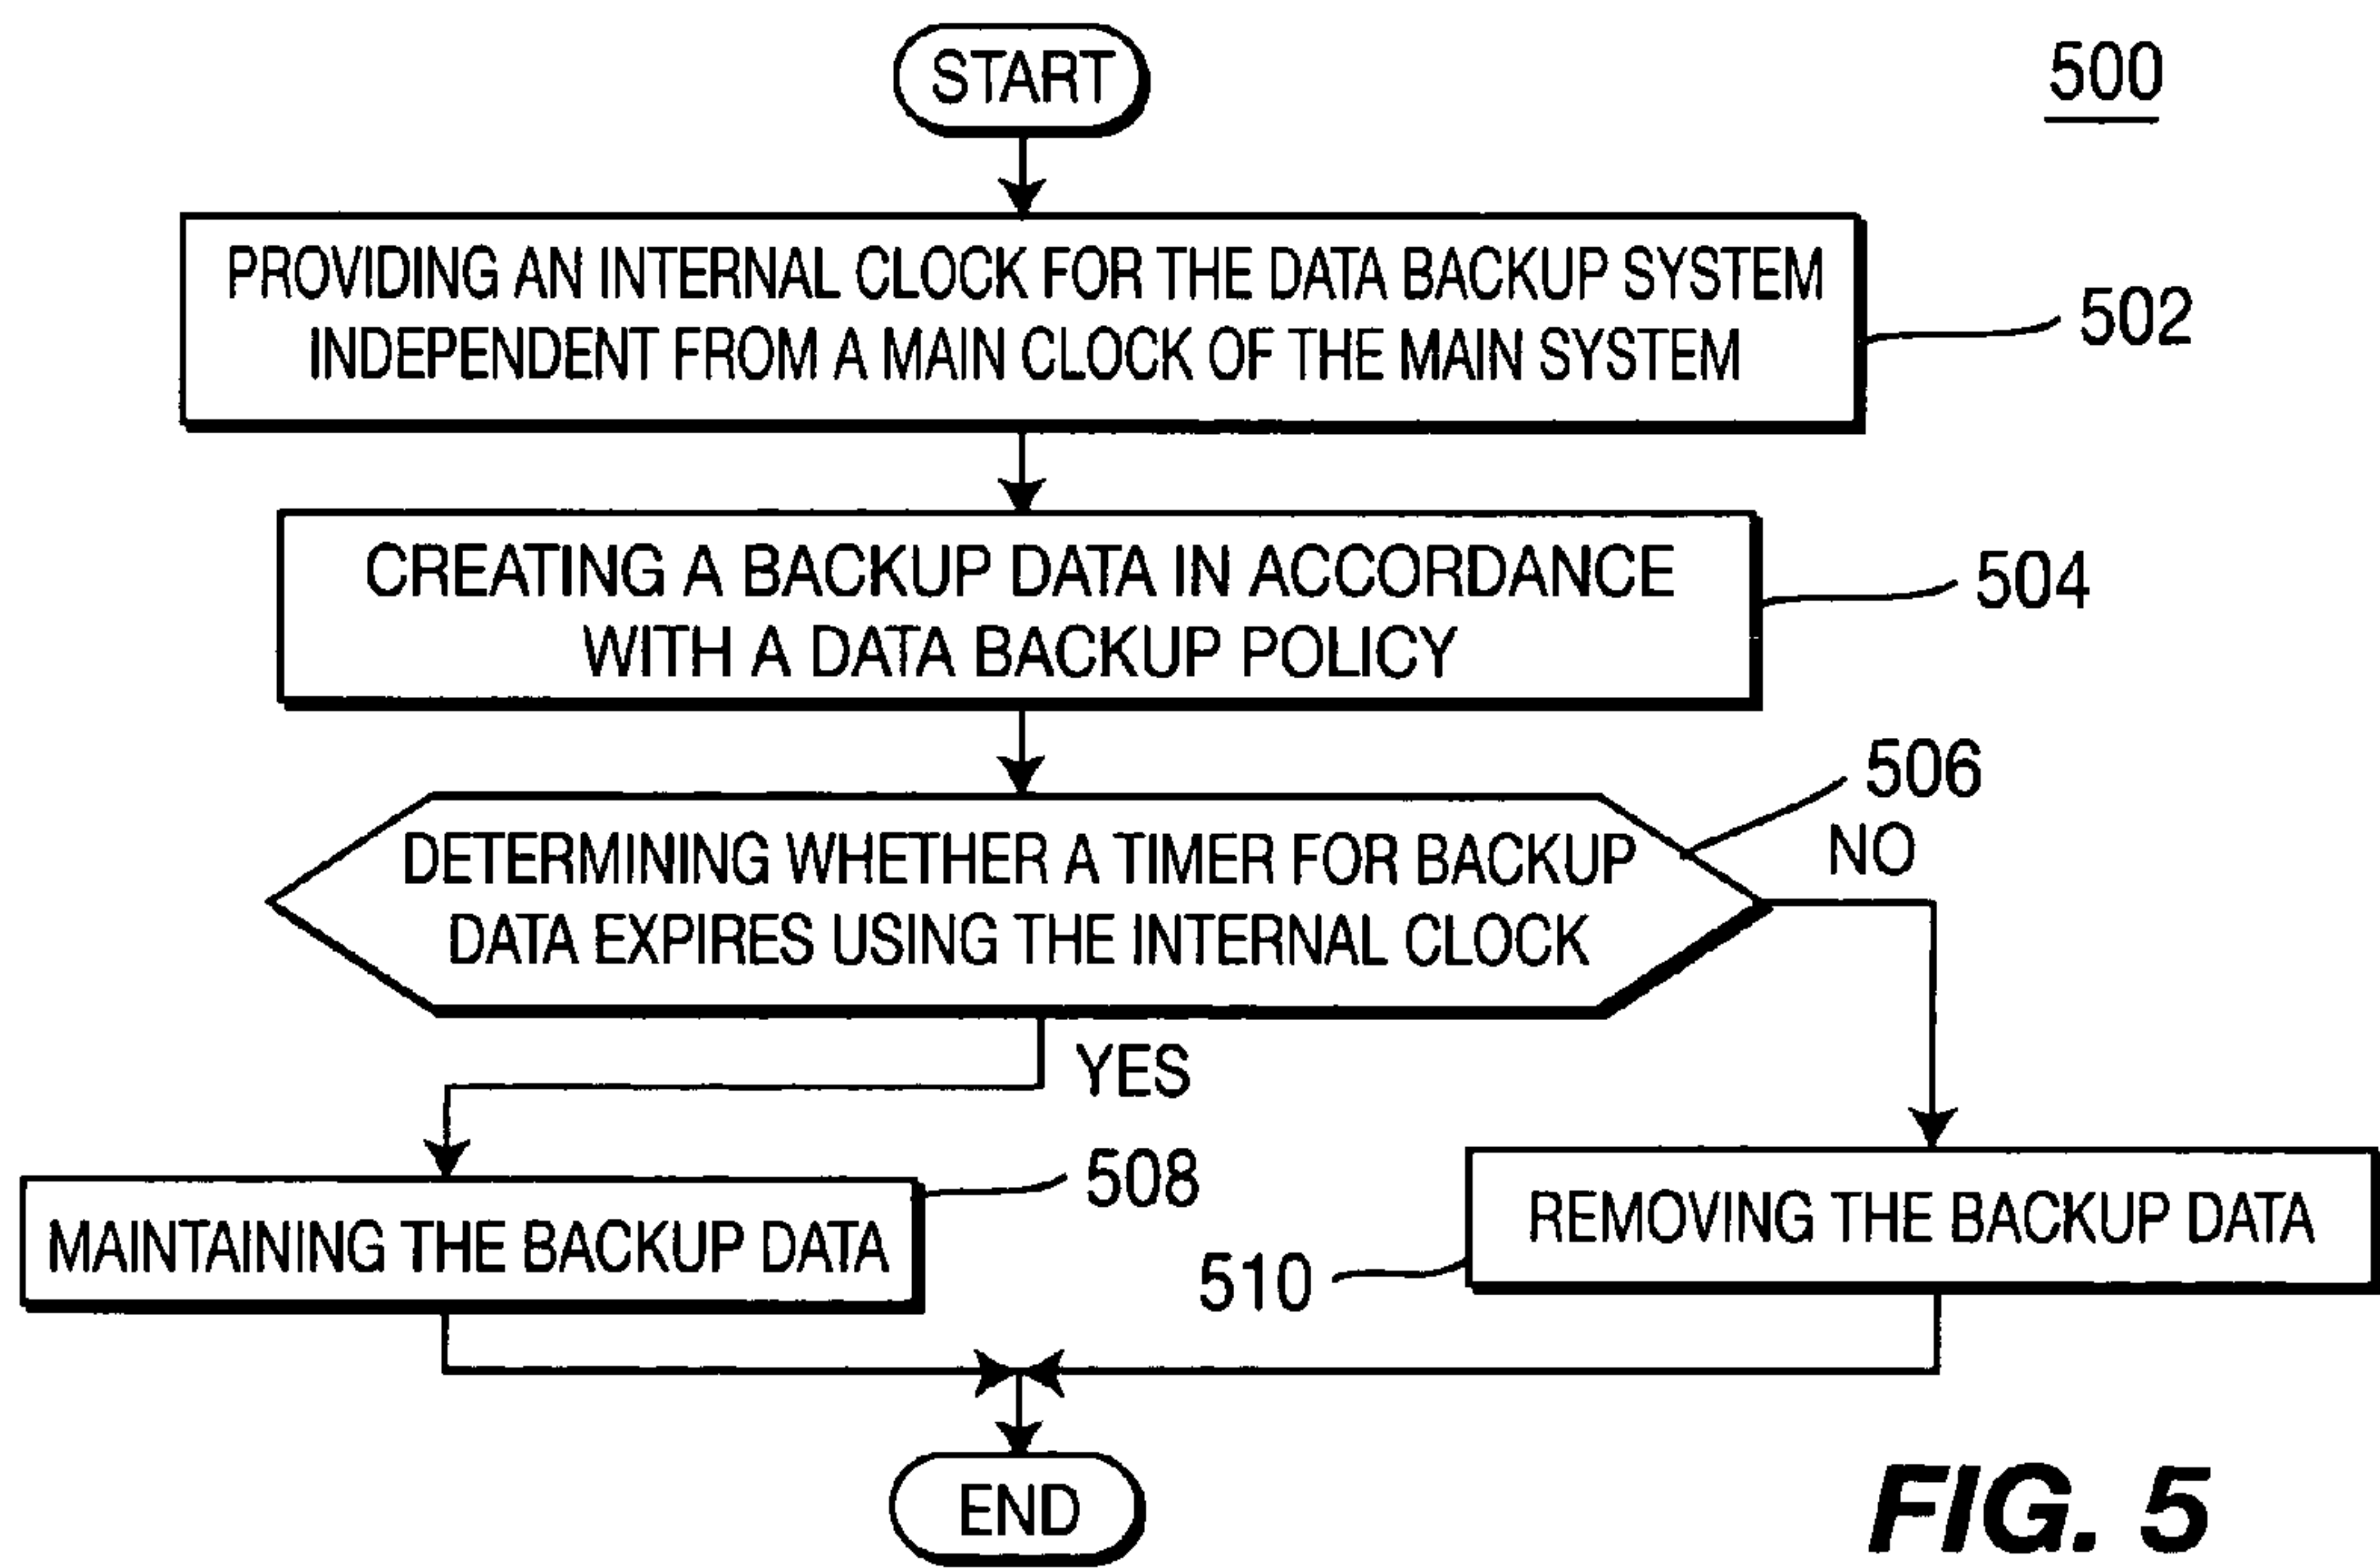 START
500
PROVIDING AN INTERNAL CLOCK FOR THE DATA BACKUP SYSTEM
INDEPENDENT FROM A MAIN CLOCK OF THE MAIN SYSTEM
502
CREATING A BACKUP DATA IN ACCORDANCE
WITH A DATA BACKUP POLICY
504
506
DETERMINING WHETHER A TIMER FOR BACKUP
DATA EXPIRES USING THE INTERNAL CLOCK
NO
YES
MAINTAINING THE BACKUP DATA
508
REMOVING THE BACKUP DATA
510
END
FIG. 5